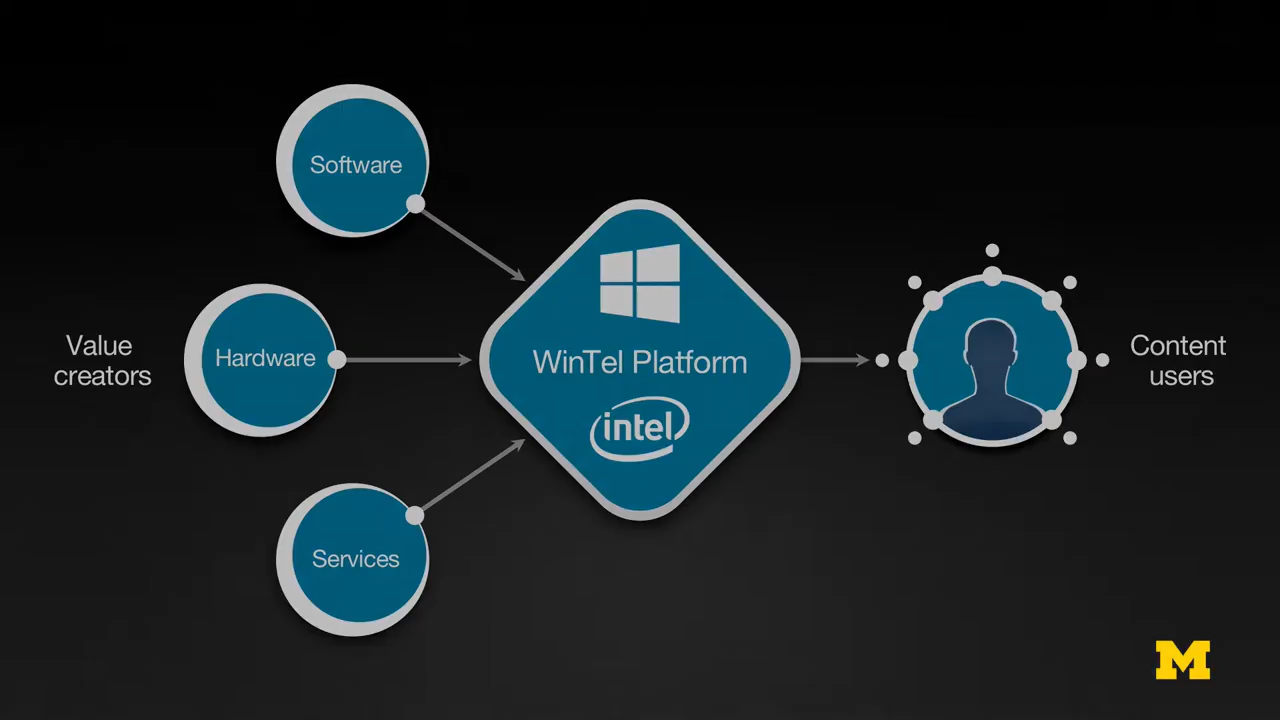 Software
Value
creators
Hardware
WinTel Platform
intel
Services
Content
users
M